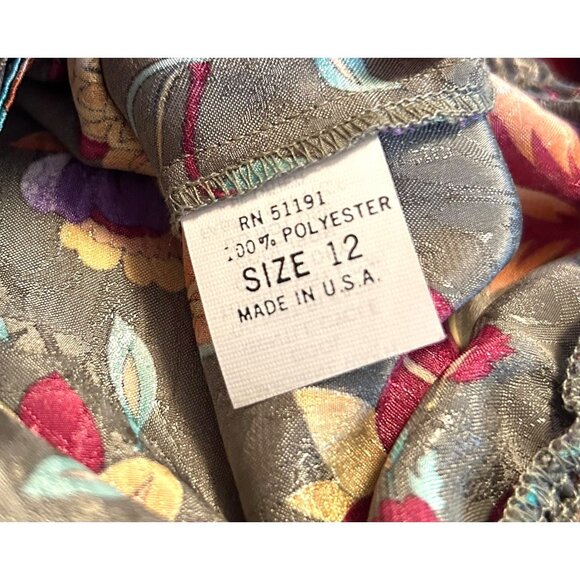 RN 51191
100% POLYESTER
SIZE 12
MADE IN U.S.A.